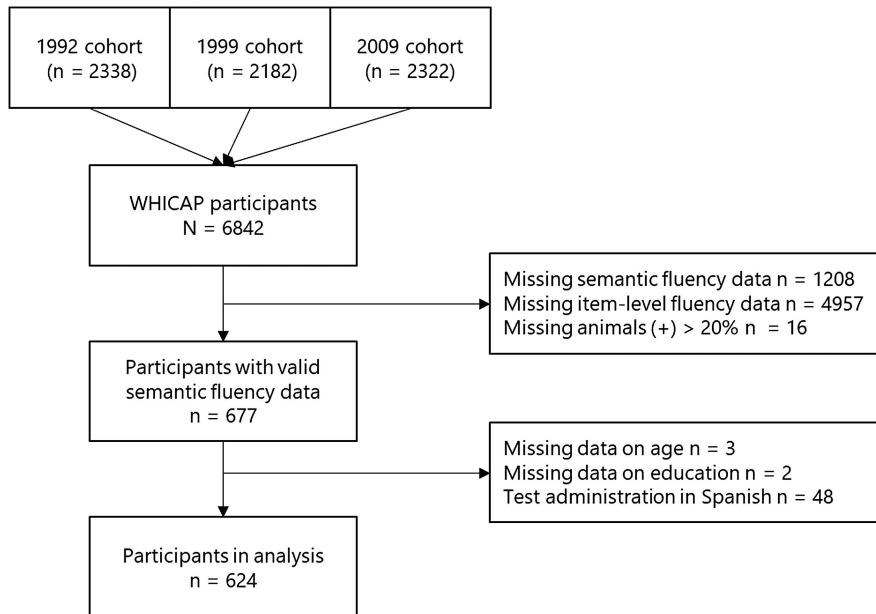 1992 cohort
(n = 2338)
1999 cohort
(n = 2182)
2009 cohort
(n = 2322)
WHICAP participants
N = 6842
Missing semantic fluency data n = 1208
Missing item-level fluency data n = 4957
Missing animals (+) > 20% n  = 16
Participants with valid
semantic fluency data
n = 677
Missing data on age n = 3
Missing data on education n = 2
Test administration in Spanish n = 48
Participants in analysis
n = 624